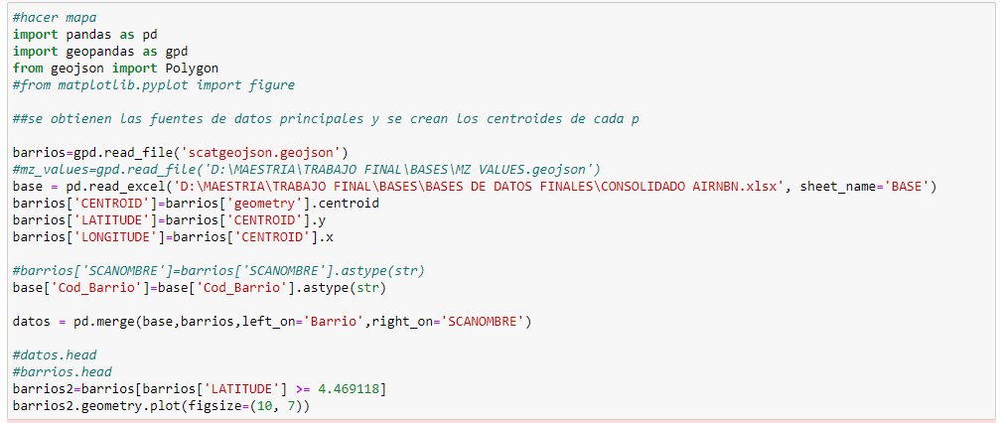 #hacer mapa
import pandas as pd
import geopandas as gpd
from geojson import Polygon
#from matplotlib.pyplot import figure
##se obtienen las fuentes de datos principales y se crean los centroides de cada p
barrios=gpd.read_file('scatgeojson.geojson')
#mz_values=gpd.read_file('D:\MAESTRIA\TRABAJO FINAL\BASES\MZ VALUES.geojson')
base = pd.read_excel('D:\MAESTRIA\TRABAJO FINAL\BASES\BASES DE DATOS FINALES\CONSOLIDADO AIRNBN.xlsx', sheet_name='BASE')
barrios['CENTROID']=barrios['geometry'].centroid
barrios['LATITUDE']=barrios['CENTROID'].y
barrios['LONGITUDE']=barrios['CENTROID'].x
#barrios['SCANOMBRE']=barrios['SCANOMBRE'].astype(str)
base['Cod_Barrio']=base['Cod_Barrio'].astype(str)
datos = pd.merge(base,barrios,left_on='Barrio',right_on='SCANOMBRE')
#datos.head
#barrios.head
barrios2=barrios[barrios['LATITUDE'] >= 4.469118]
barrios2.geometry.plot(figsize=(10, 7))